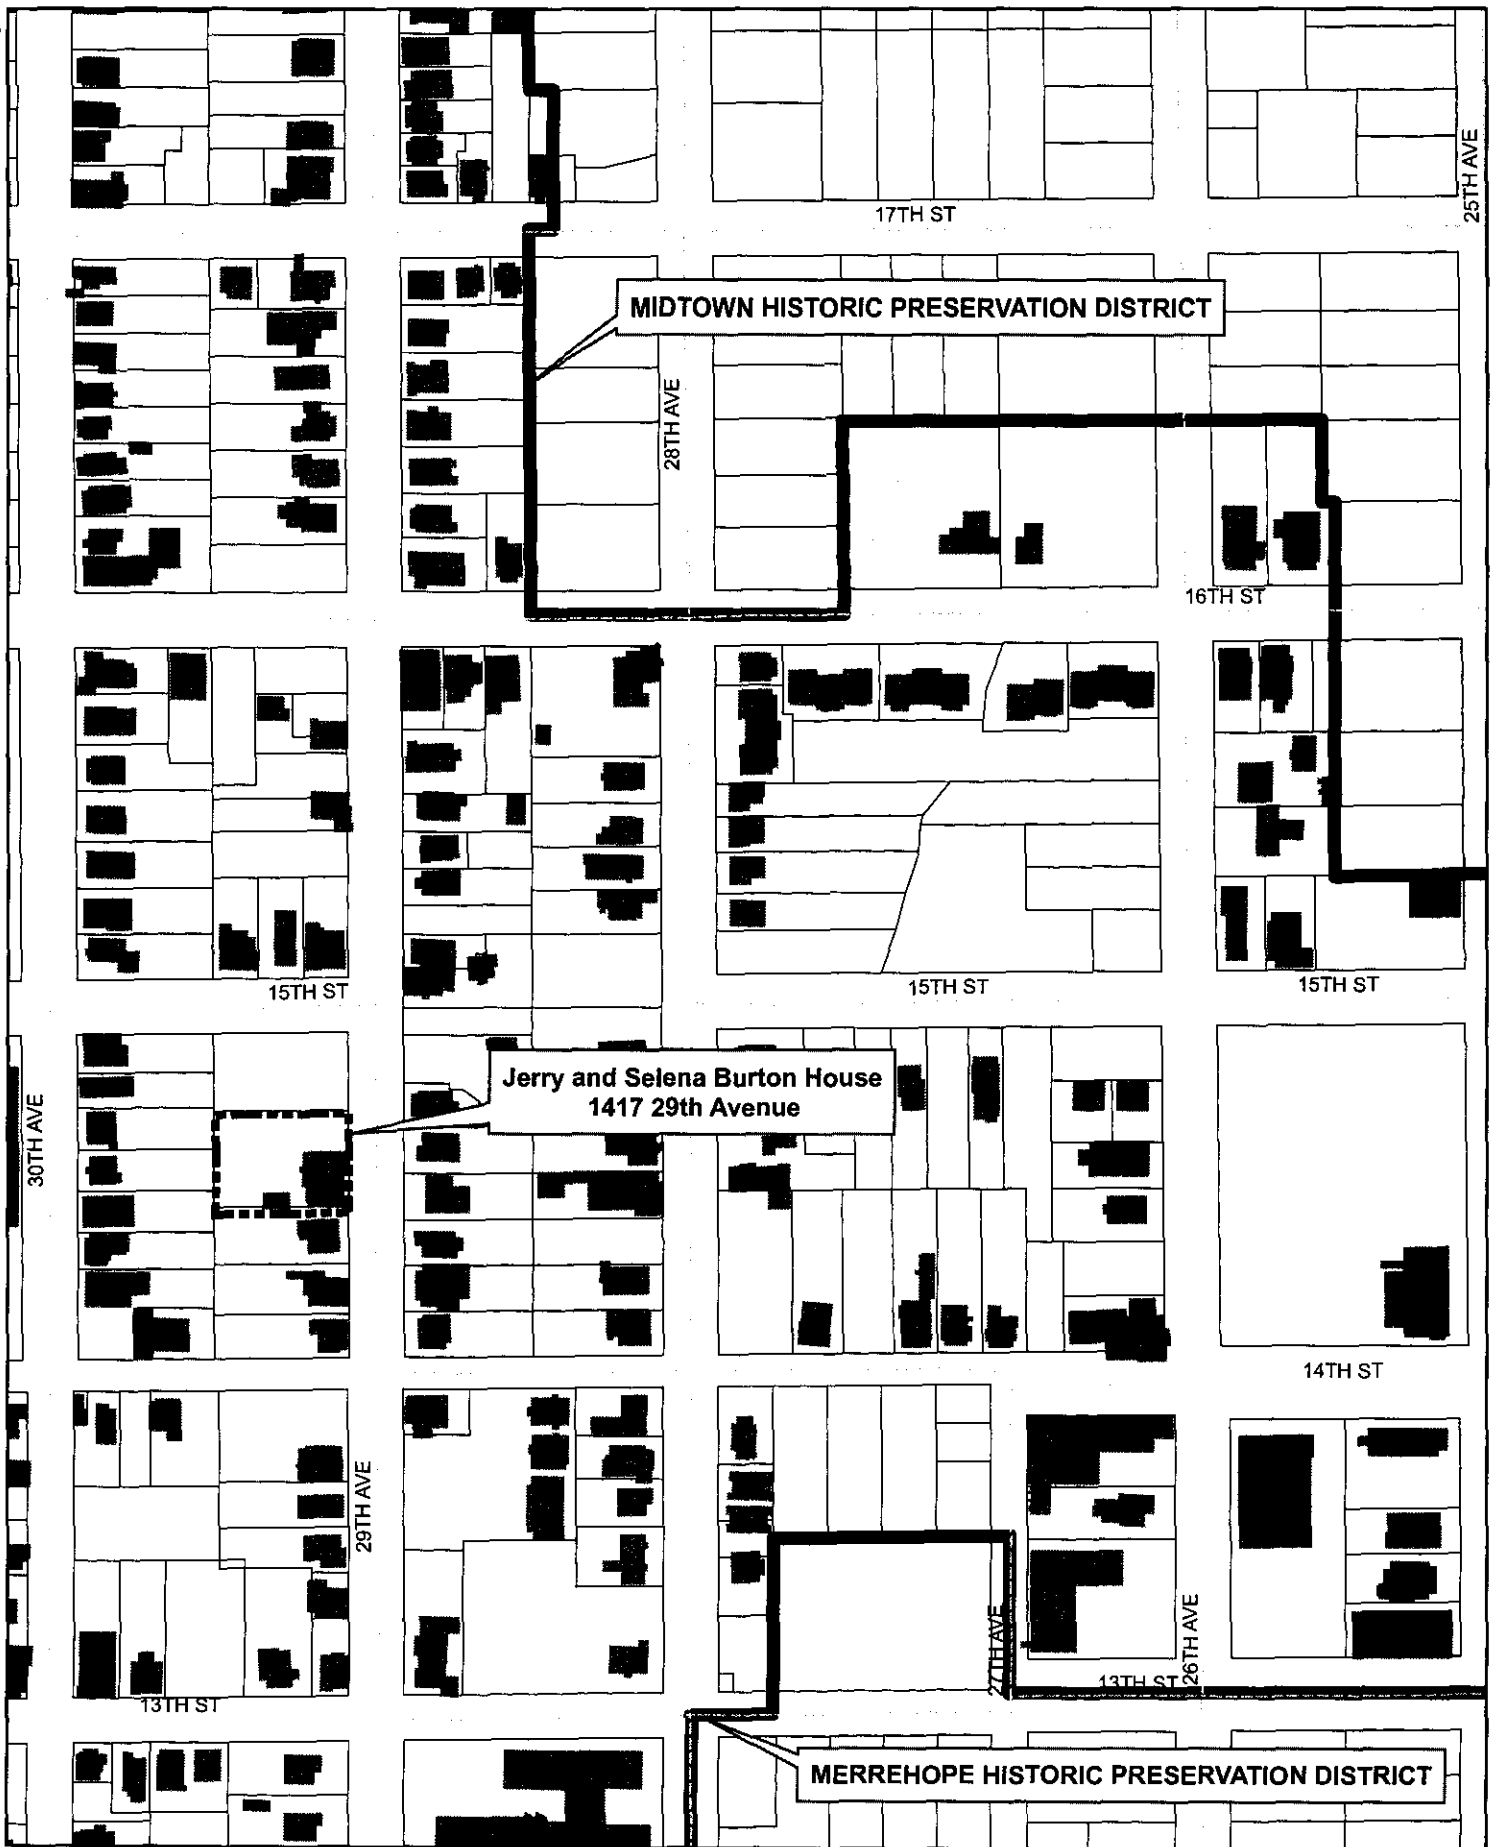 25TH AVE
17TH ST
MIDTOWN HISTORIC PRESERVATION DISTRICT
28TH AVE
16TH ST
15TH ST
15TH ST
15TH ST
Jerry and Selena Burton House
1417 29th Avenue
30TH AVE
14TH ST
29TH AVE
27TH AVE
26TH AVE
13TH ST
13TH ST
MERREHOPE HISTORIC PRESERVATION DISTRICT